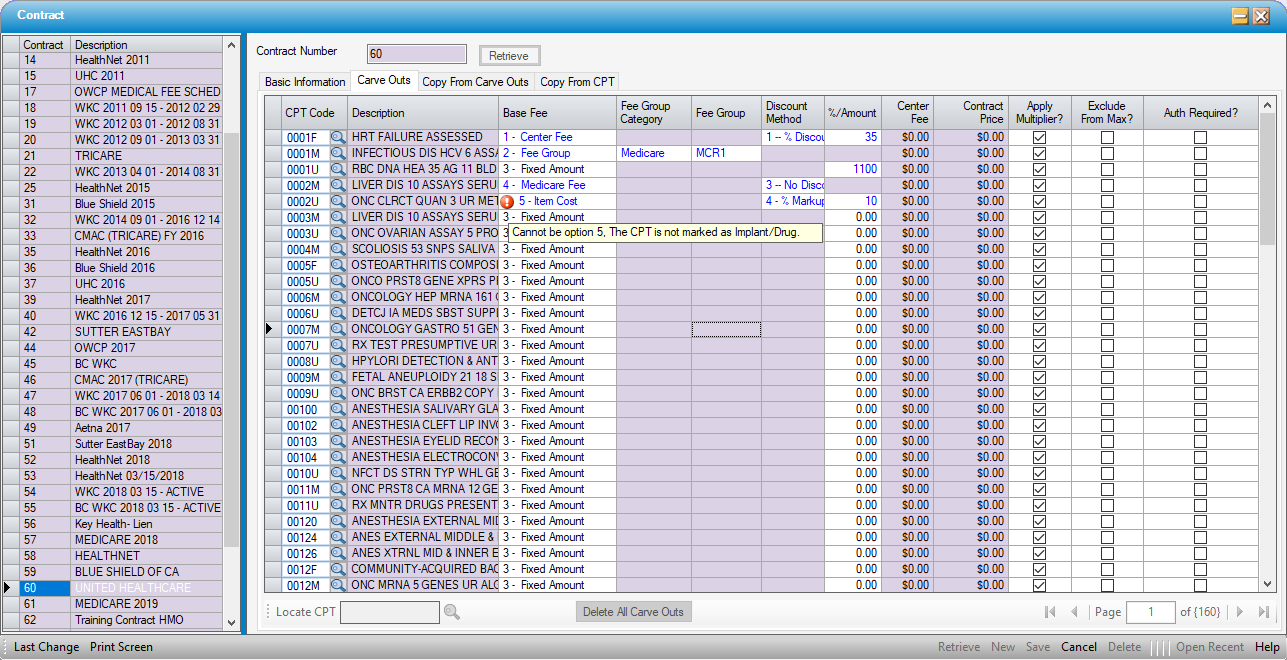 Contract
Contract Description
14 HealthNet 2011
15 UHC 2011
17 OWCP MEDICAL FEE SCHED
18 WKC 2011 09 15 - 2012 02 29
19 WKC 2012 03 01 - 2012 08 31
20 WKC 2012 09 01 - 2013 03 31
21 TRICARE
22 WKC 2013 04 01 - 2014 08 31
25 HealthNet 2015
31 Blue Shield 2015
32 WKC 2014 09 01 - 2016 12 14
33 CMAC (TRICARE) FY 2016
35 HealthNet 2016
36 Blue Shield 2016
37 UHC 2016
39 HealthNet 2017
40 WKC 2016 12 15 - 2017 05 31
42 SUTTER EASTBAY
44 OWCP 2017
45 BC WKC
46 CMAC 2017 (TRICARE)
47 WKC 2017 06 01 - 2018 03 14
48 BC WKC 2017 06 01 - 2018 03
49 Aetna 2017
51 Sutter EastBay 2018
52 HealthNet 2018
53 HealthNet 03/15/2018
54 WKC 2018 03 15 - ACTIVE
55 BC WKC 2018 03 15 - ACTIVE
56 Key Health- Lien
57 MEDICARE 2018
58 HEALTHNET
59 BLUE SHIELD OF CA
60 UNITED HEALTHCARE
61 MEDICARE 2019
62 Training Contract HMO
Contract Number 60 Retrieve
Basic Information Carve Outs Copy From Carve Outs Copy From CPT
CPT Code Description Base Fee Fee Group Category Fee Group Discount Method %/Amount Center Fee Contract Price Apply Multiplier? Exclude From Max? Auth Required?
0001F HRT FAILURE ASSESSED 1 - Center Fee 1 -- % Discou 35 $0.00 $0.00
0001M INFECTIOUS DIS HCV 6 ASSA 2 - Fee Group Medicare MCR1 $0.00 $0.00
0001U RBC DNA HEA 35 AG 11 BLD 3 - Fixed Amount 1100 $0.00 $0.00
0002M LIVER DIS 10 ASSAYS SERU 4 - Medicare Fee 3 -- No Disco $0.00 $0.00
0002U ONC CLRCT QUAN 3 UR MET 5 - Item Cost 4 - % Markup 10 $0.00 $0.00
0003M LIVER DIS 10 ASSAYS SERU 3 - Fixed Amount 0.00 $0.00 $0.00
0003U ONC OVARIAN ASSAY 5 PRO 3 Cannot be option 5, The CPT is not marked as Implant/Drug. 0.00 $0.00 $0.00
0004M SCOLIOSIS 53 SNPS SALIVA 3 - Fixed Amount 0.00 $0.00 $0.00
0005F OSTEOARTHRITIS COMPOSI 3 - Fixed Amount 0.00 $0.00 $0.00
0005U ONCO PRST8 GENE XPRS PI 3 - Fixed Amount 0.00 $0.00 $0.00
0006M ONCOLOGY HEP MRNA 161 G 3 - Fixed Amount 0.00 $0.00 $0.00
0006U DETCJ IA MEDS SBST SUPPL 3 - Fixed Amount 0.00 $0.00 $0.00
0007M ONCOLOGY GASTRO 51 GEN 3 - Fixed Amount 0.00 $0.00 $0.00
0007U RX TEST PRESUMPTIVE UR 3 - Fixed Amount 0.00 $0.00 $0.00
0008U HPYLORI DETECTION & ANT 3 - Fixed Amount 0.00 $0.00 $0.00
0009M FETAL ANEUPLOIDY 21 18 S 3 - Fixed Amount 0.00 $0.00 $0.00
0009U ONC BRST CA ERBB2 COPY 3 - Fixed Amount 0.00 $0.00 $0.00
00100 ANESTHESIA SALIVARY GLA 3 - Fixed Amount 0.00 $0.00 $0.00
00102 ANESTHESIA CLEFT LIP INVC 3 - Fixed Amount 0.00 $0.00 $0.00
00103 ANESTHESIA EYELID RECON 3 - Fixed Amount 0.00 $0.00 $0.00
00104 ANESTHESIA ELECTROCONV 3 - Fixed Amount 0.00 $0.00 $0.00
0010U NFCT DS STRN TYP WHL GE 3 - Fixed Amount 0.00 $0.00 $0.00
0011M ONC PRST8 CA MRNA 12 GE 3 - Fixed Amount 0.00 $0.00 $0.00
0011U RX MNTR DRUGS PRESENT 3 - Fixed Amount 0.00 $0.00 $0.00
00120 ANESTHESIA EXTERNAL MID 3 - Fixed Amount 0.00 $0.00 $0.00
00124 ANES EXTERNAL MIDDLE & 3 - Fixed Amount 0.00 $0.00 $0.00
00126 ANES XTRNL MID & INNER E 3 - Fixed Amount 0.00 $0.00 $0.00
0012F COMMUNITY-ACQUIRED BAC 3 - Fixed Amount 0.00 $0.00 $0.00
0012M ONC MRNA 5 GENES UR ALG 3 - Fixed Amount 0.00 $0.00 $0.00
Locate CPT Delete All Carve Outs Page 1 of {160}
Last Change Print Screen Retrieve New Save Cancel Delete Open Recent Help